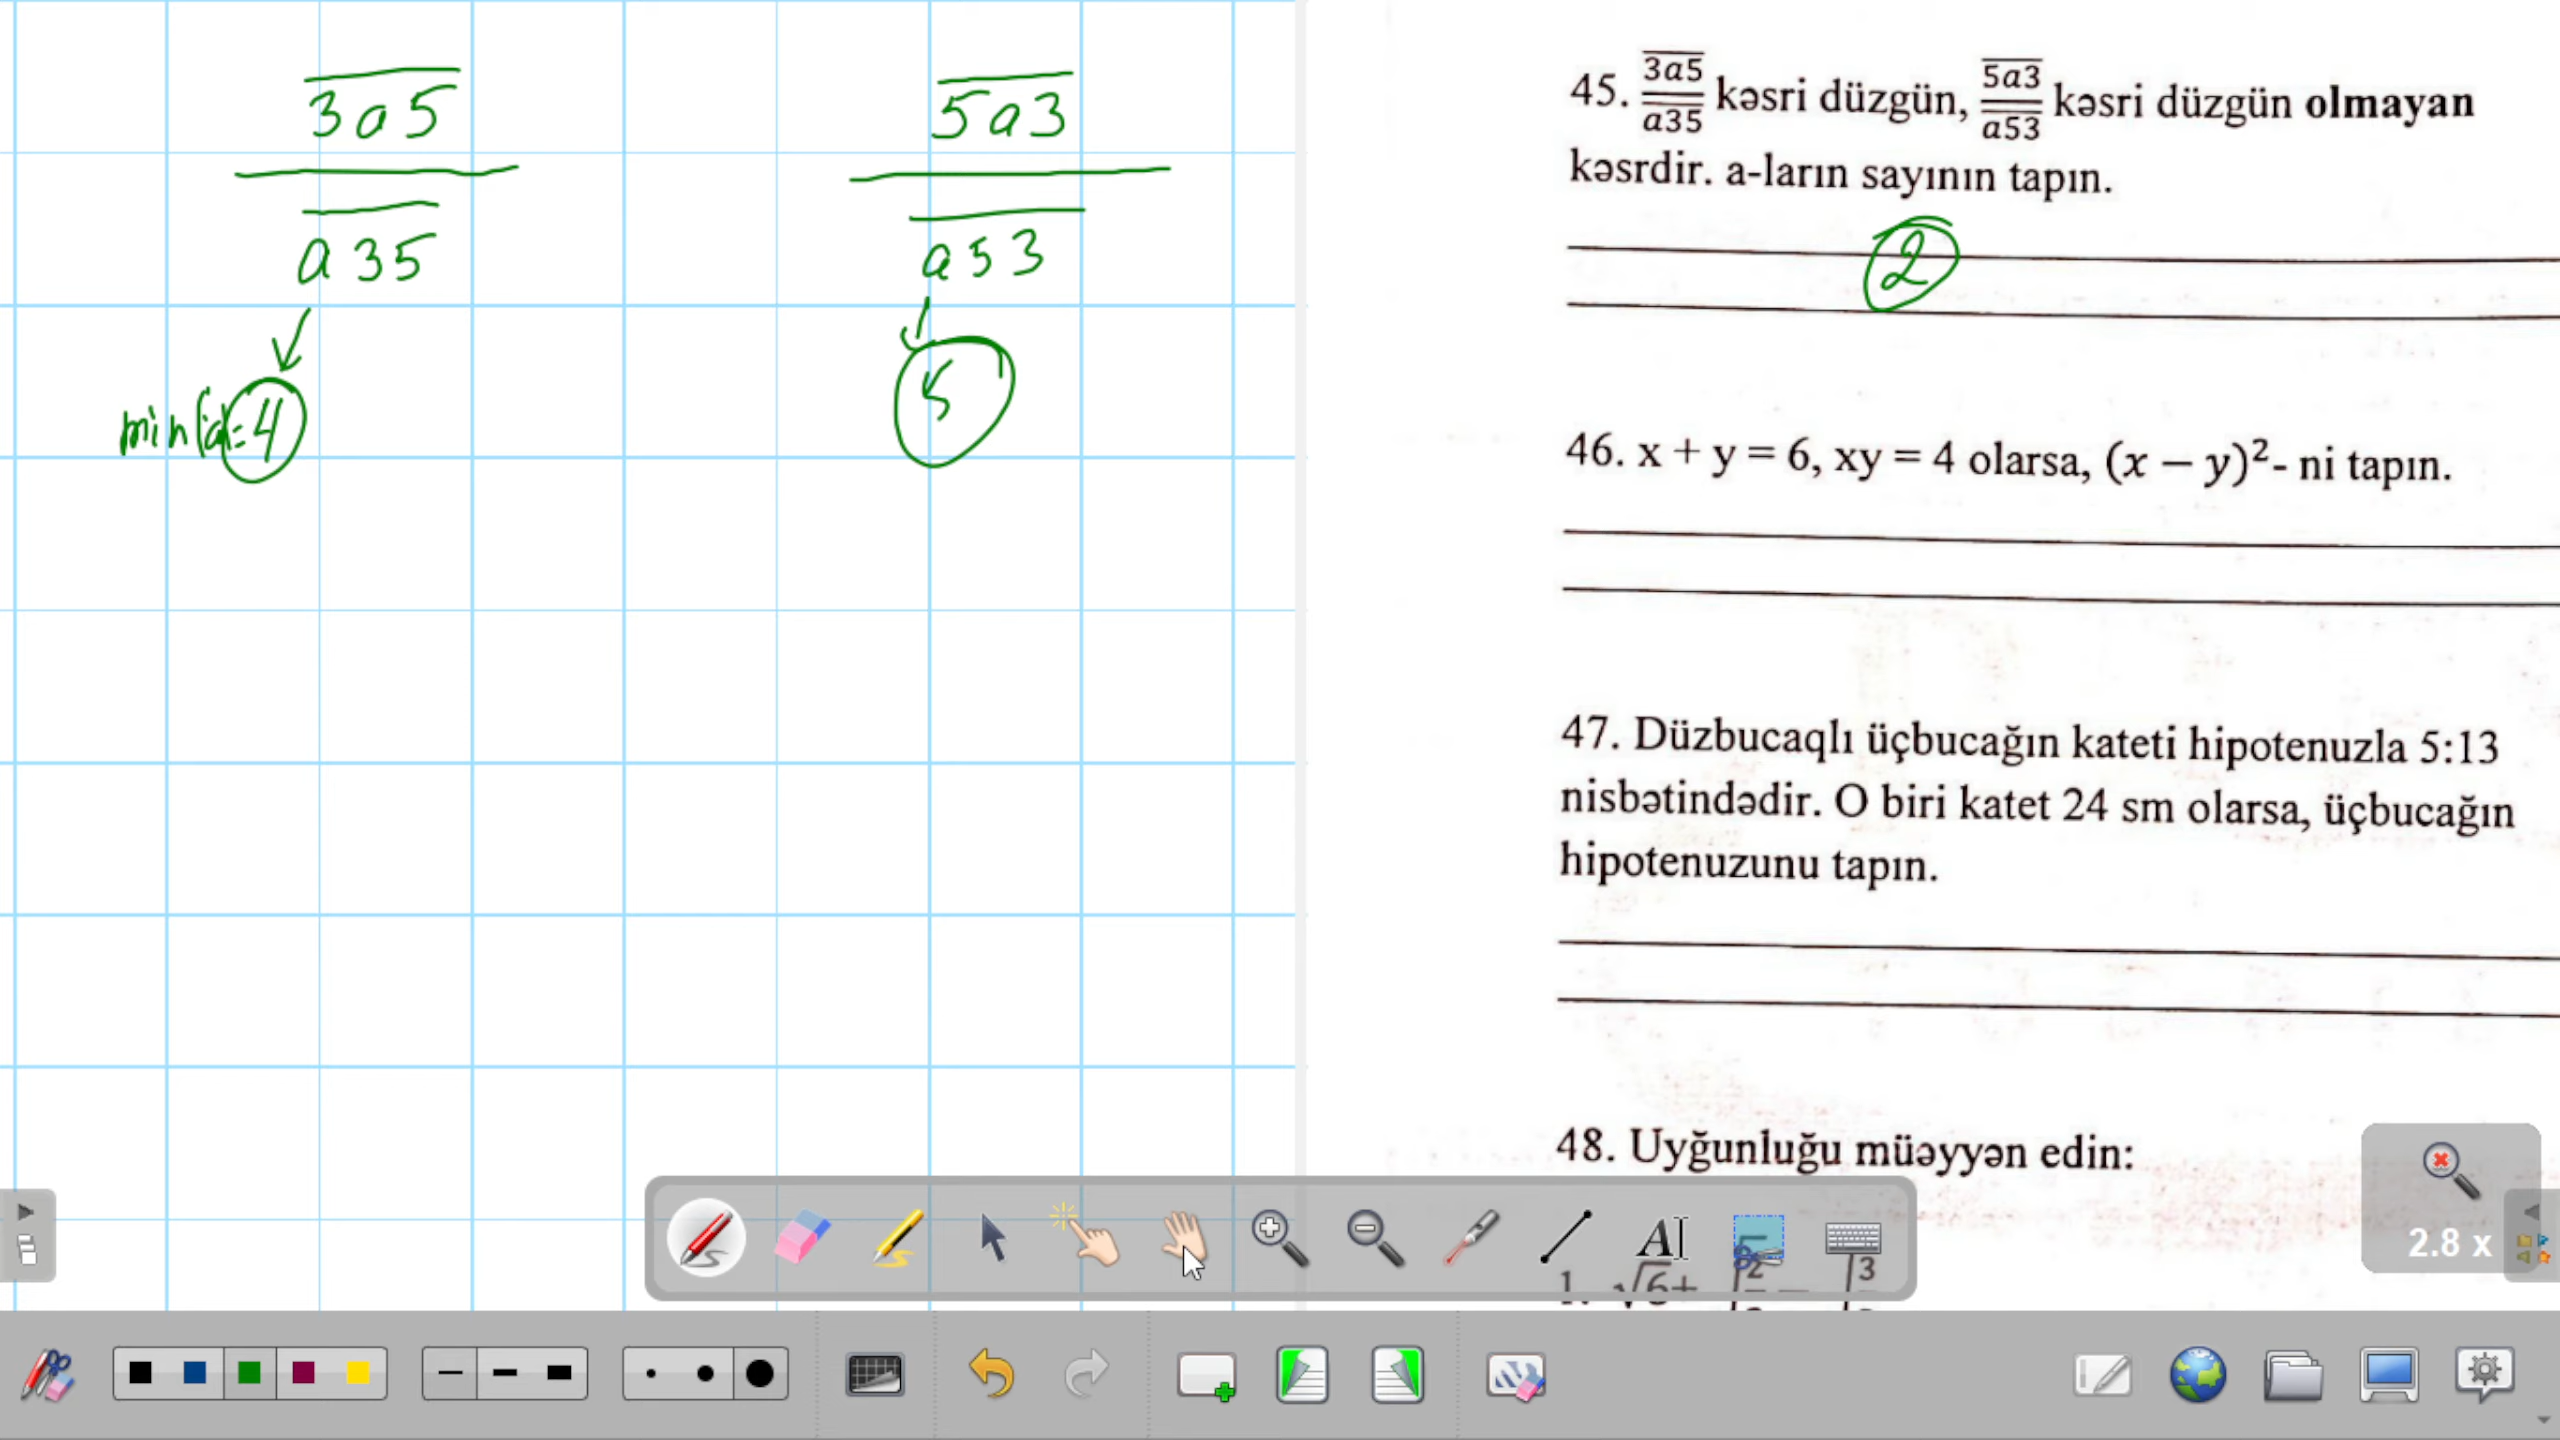 3a5
a35
min(a)=4
5a3
a53
5
45. 3a5/a35 kəsri düzgün, 5a3/a53 kəsri düzgün olmayan
kəsrdir. a-ların sayının tapın.
2
46. x + y = 6, xy = 4 olarsa, (x − y)²- ni tapın.
47. Düzbucaqlı üçbucağın kateti hipotenuzla 5:13
nisbətindədir. O biri katet 24 sm olarsa, üçbucağın
hipotenuzunu tapın.
48. Uyğunluğu müəyyən edin:
2.8 x